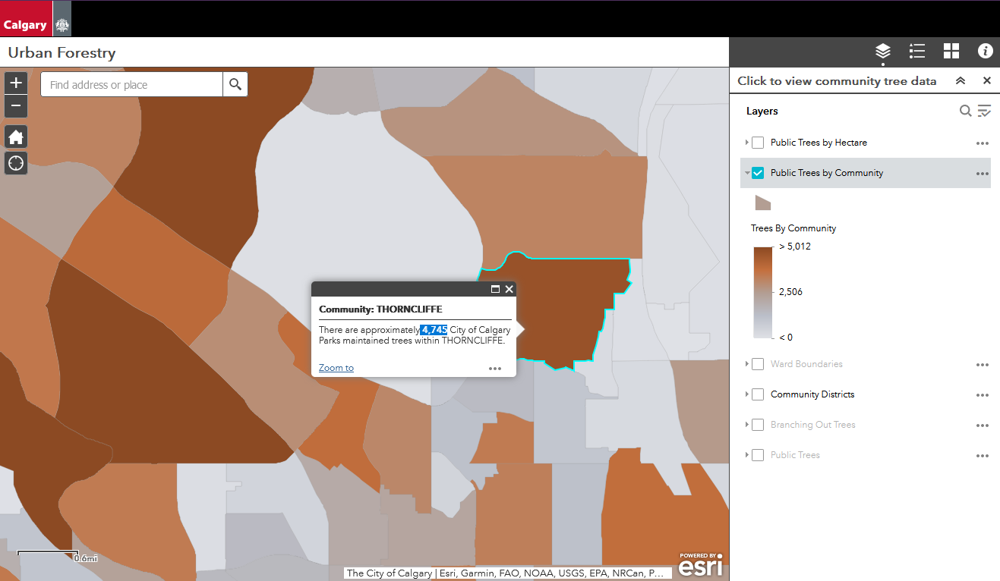 Calgary
Urban Forestry
Find address or place
Click to view community tree data
Layers
Public Trees by Hectare
Public Trees by Community
Trees By Community
> 5,012
2,506
< 0
Ward Boundaries
Community Districts
Branching Out Trees
Public Trees
Community: THORNCLIFFE
There are approximately 4,745 City of Calgary
Parks maintained trees within THORNCLIFFE.
Zoom to
0.6mi
The City of Calgary | Esri, Garmin, FAO, NOAA, USGS, EPA, NRCan, P...
POWERED BY
esri